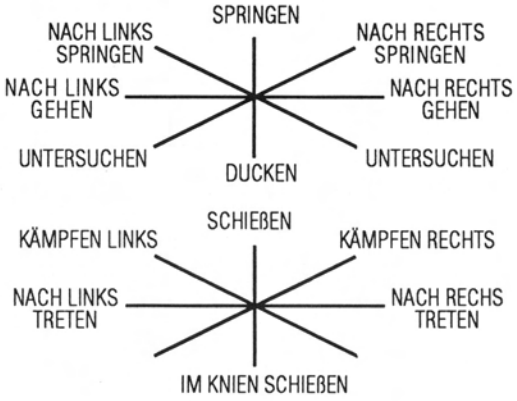 SPRINGEN
NACH LINKS
SPRINGEN
NACH RECHTS
SPRINGEN
NACH LINKS
GEHEN
NACH RECHTS
GEHEN
UNTERSUCHEN
DUCKEN
UNTERSUCHEN
SCHIEßEN
KÄMPFEN LINKS
KÄMPFEN RECHTS
NACH LINKS
TRETEN
NACH RECHS
TRETEN
IM KNIEN SCHIEßEN